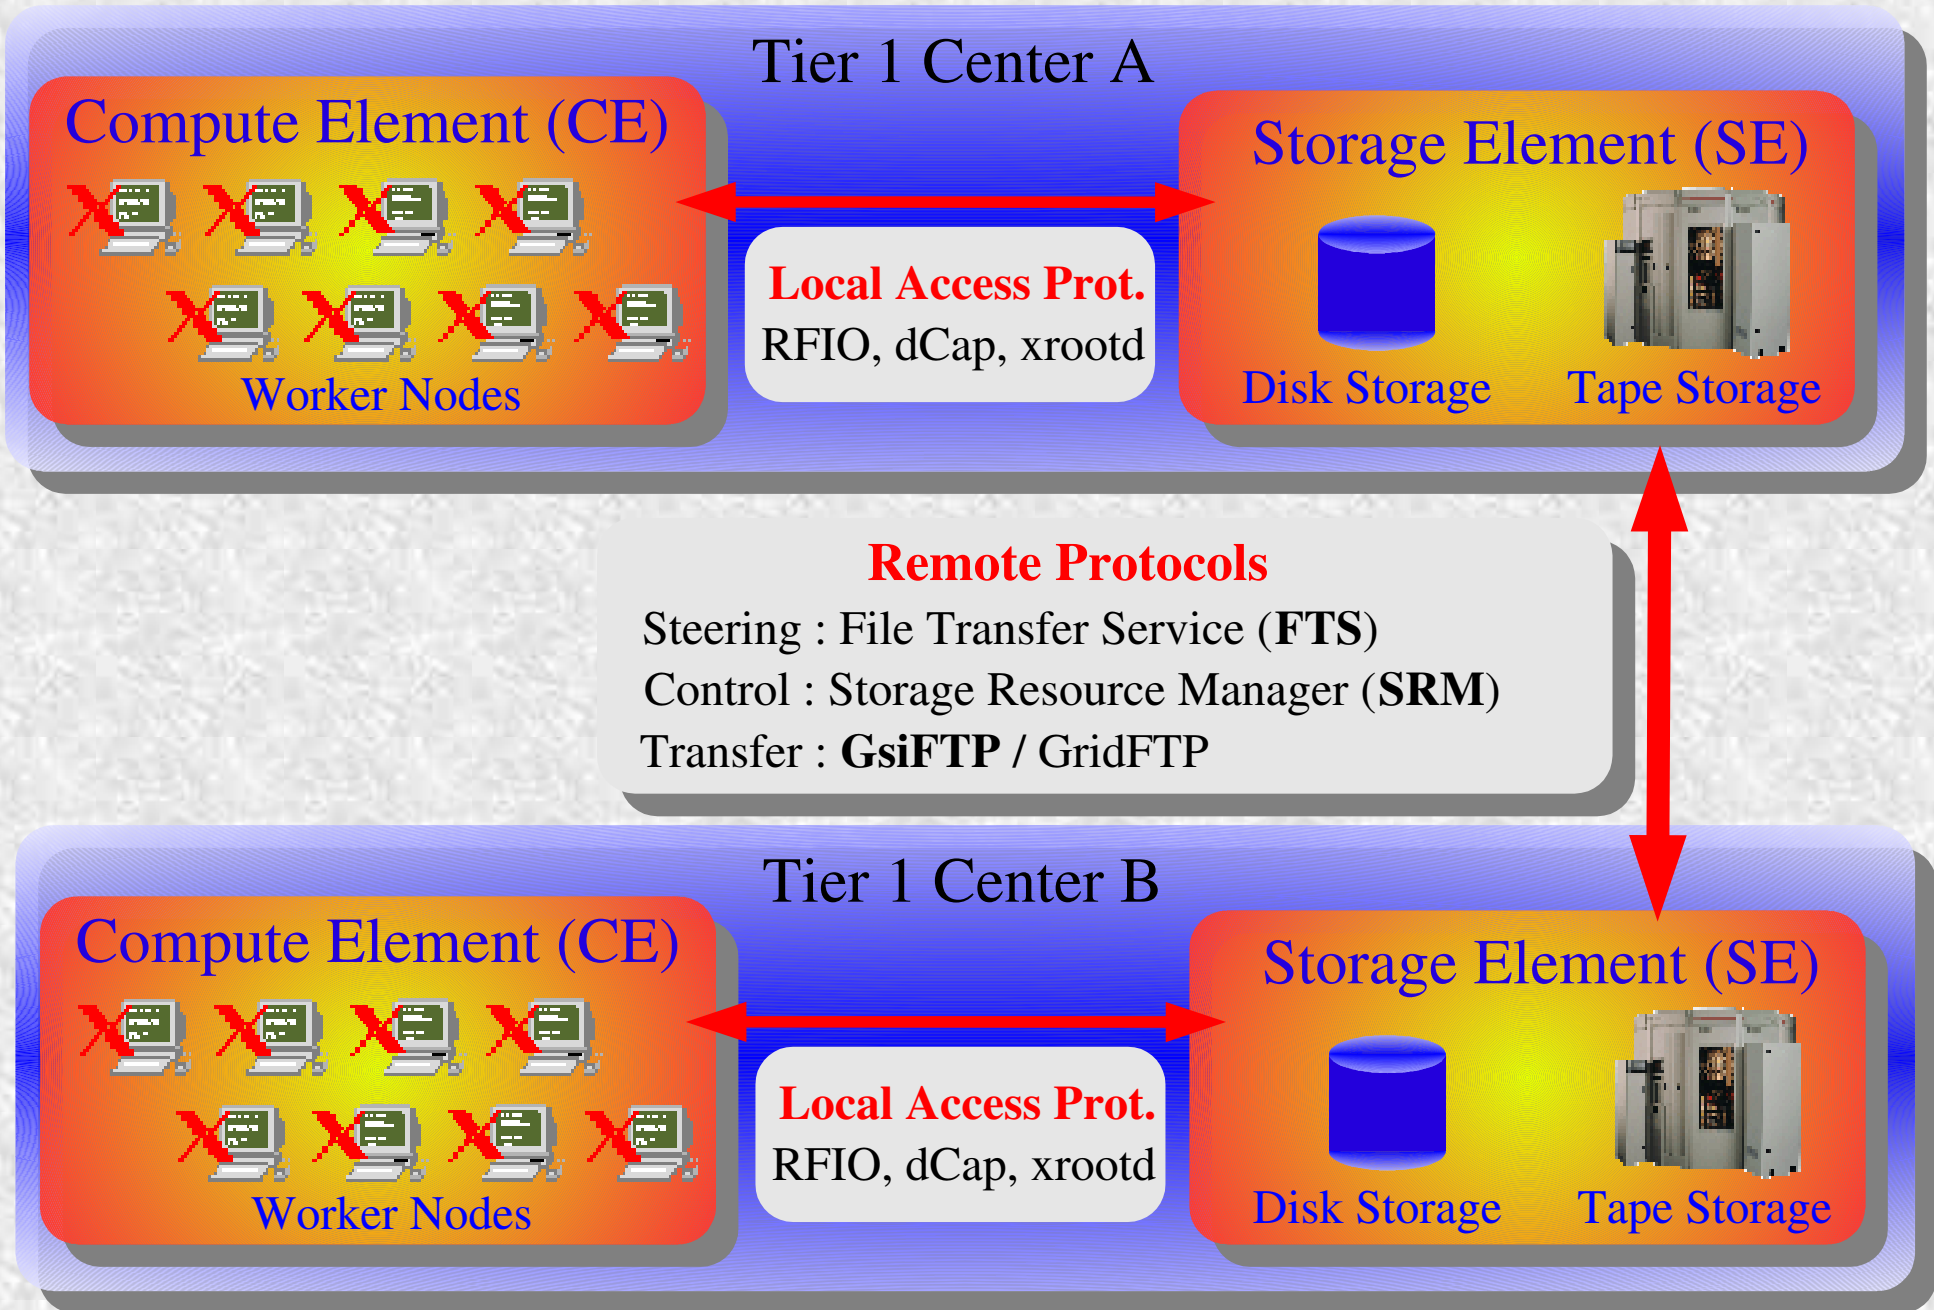 Tier 1 Center A
Compute Element (CE)
Worker Nodes
Local Access Prot.
RFIO, dCap, xrootd
Storage Element (SE)
Disk Storage
Tape Storage
Remote Protocols
Steering : File Transfer Service (FTS)
Control : Storage Resource Manager (SRM)
Transfer : GsiFTP / GridFTP
Tier 1 Center B
Compute Element (CE)
Worker Nodes
Local Access Prot.
RFIO, dCap, xrootd
Storage Element (SE)
Disk Storage
Tape Storage